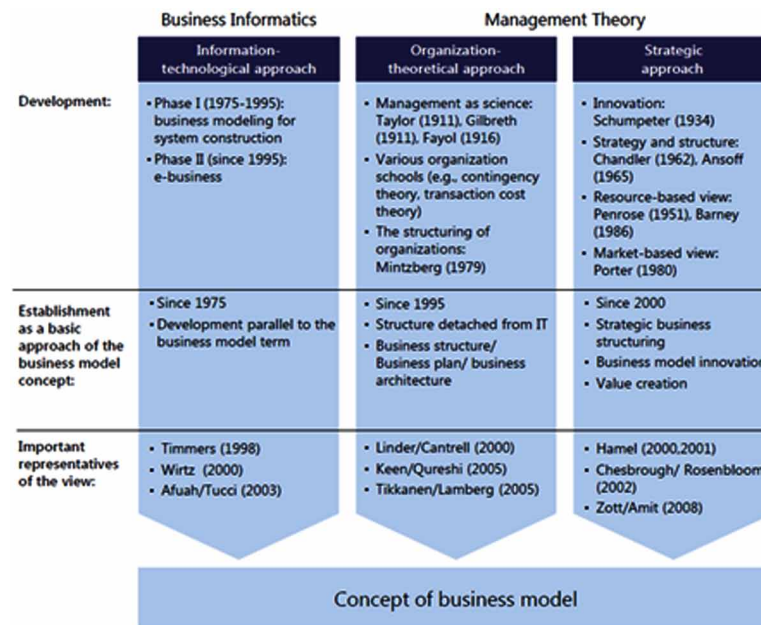 Business Informatics
Management Theory
Information-
technological approach
Organization-
theoretical approach
Strategic
approach
Development:
▪ Phase I (1975-1995):
business modeling for
system construction
▪ Phase II (since 1995):
e-business
▪ Management as science:
Taylor (1911), Gilbreth
(1911), Fayol (1916)
▪ Various organization
schools (e.g., contingency
theory, transaction cost
theory)
▪ The structuring of
organizations:
Mintzberg (1979)
▪ Innovation:
Schumpeter (1934)
▪ Strategy and structure:
Chandler (1962), Ansoff
(1965)
▪ Resource-based view:
Penrose (1951), Barney
(1986)
▪ Market-based view:
Porter (1980)
Establishment
as a basic
approach of the
business model
concept:
▪ Since 1975
▪ Development parallel to the
business model term
▪ Since 1995
▪ Structure detached from IT
▪ Business structure/
Business plan/ business
architecture
▪ Since 2000
▪ Strategic business
structuring
▪ Business model innovation
▪ Value creation
Important
representatives
of the view:
▪ Timmers (1998)
▪ Wirtz (2000)
▪ Afuah/Tucci (2003)
▪ Linder/Cantrell (2000)
▪ Keen/Qureshi (2005)
▪ Tikkanen/Lamberg (2005)
▪ Hamel (2000,2001)
▪ Chesbrough/ Rosenbloom
(2002)
▪ Zott/Amit (2008)
Concept of business model